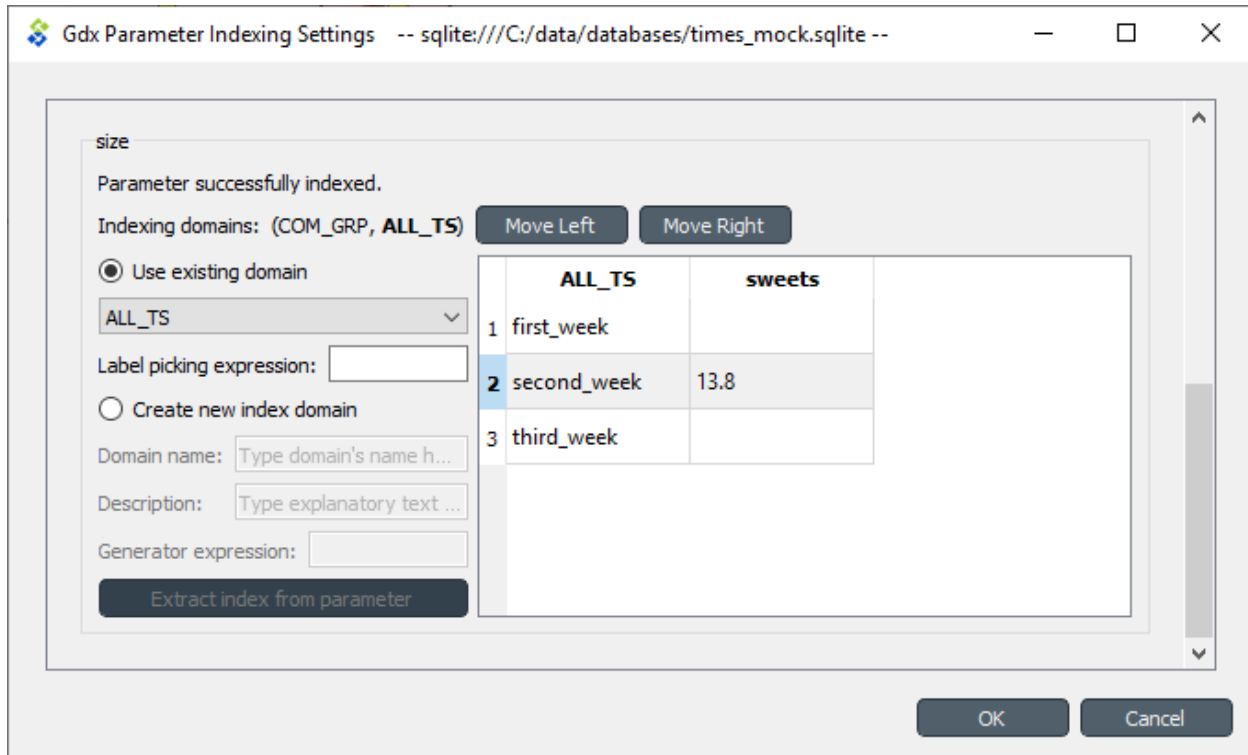 Gdx Parameter Indexing Settings -- sqlite:///C:/data/databases/times_mock.sqlite --
size
Parameter successfully indexed.
Indexing domains: (COM_GRP, ALL_TS) Move Left Move Right
Use existing domain
ALL_TS
Label picking expression:
Create new index domain
Domain name: Type domain's name h...
Description: Type explanatory text ...
Generator expression:
Extract index from parameter
ALL_TS sweets
1 first_week
2 second_week 13.8
3 third_week
OK Cancel